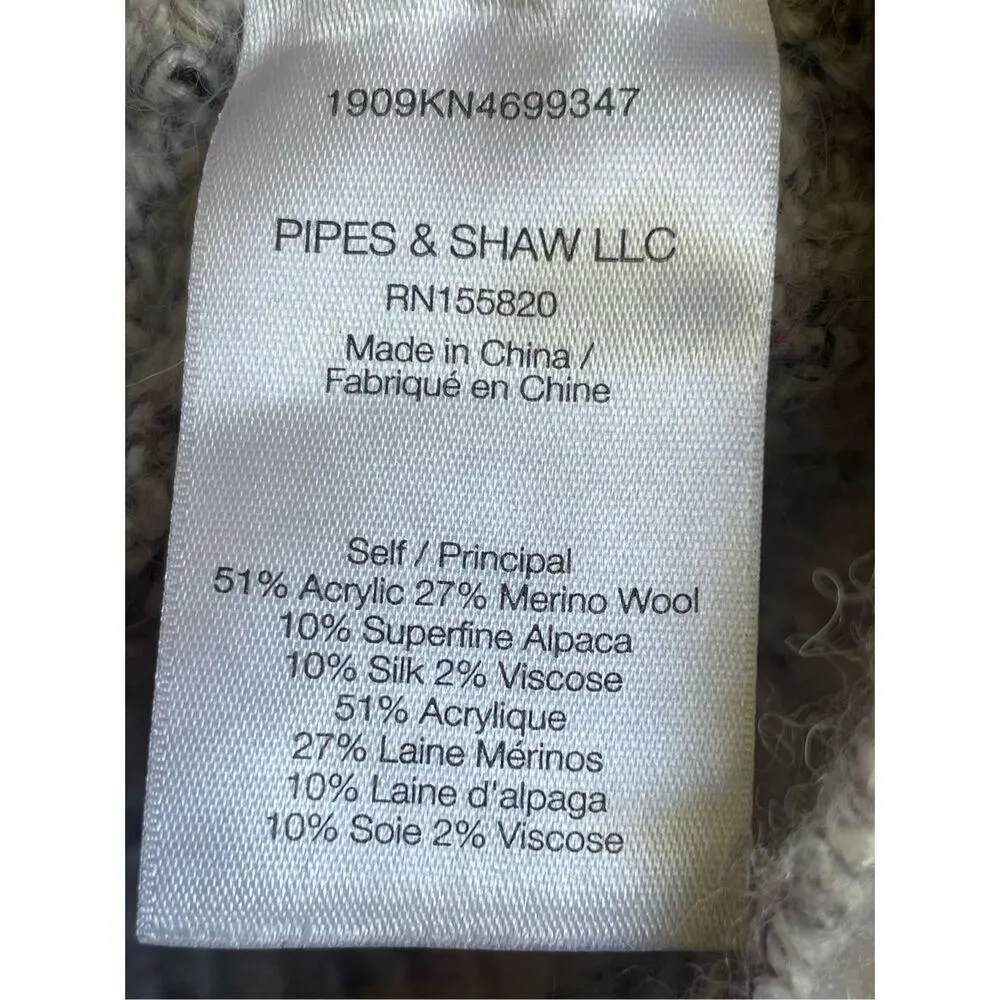 1909KN4699347
PIPES & SHAW LLC
RN155820
Made in China /
Fabriqué en Chine
Self / Principal
51% Acrylic 27% Merino Wool
10% Superfine Alpaca
10% Silk 2% Viscose
51% Acrylique
27% Laine Mérinos
10% Laine d'alpaga
10% Soie 2% Viscose